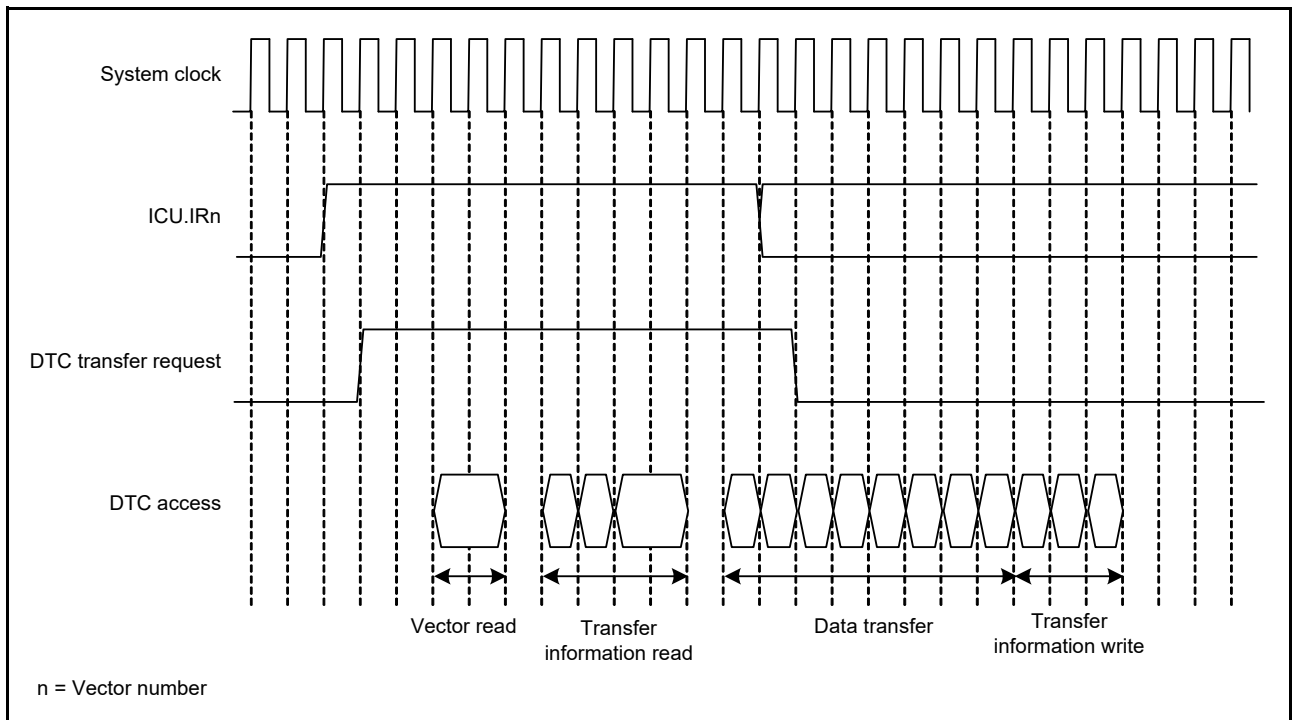 System clock
ICU.IRn
DTC transfer request
DTC access
Vector read
Transfer
information read
Data transfer
Transfer
information write
n = Vector number